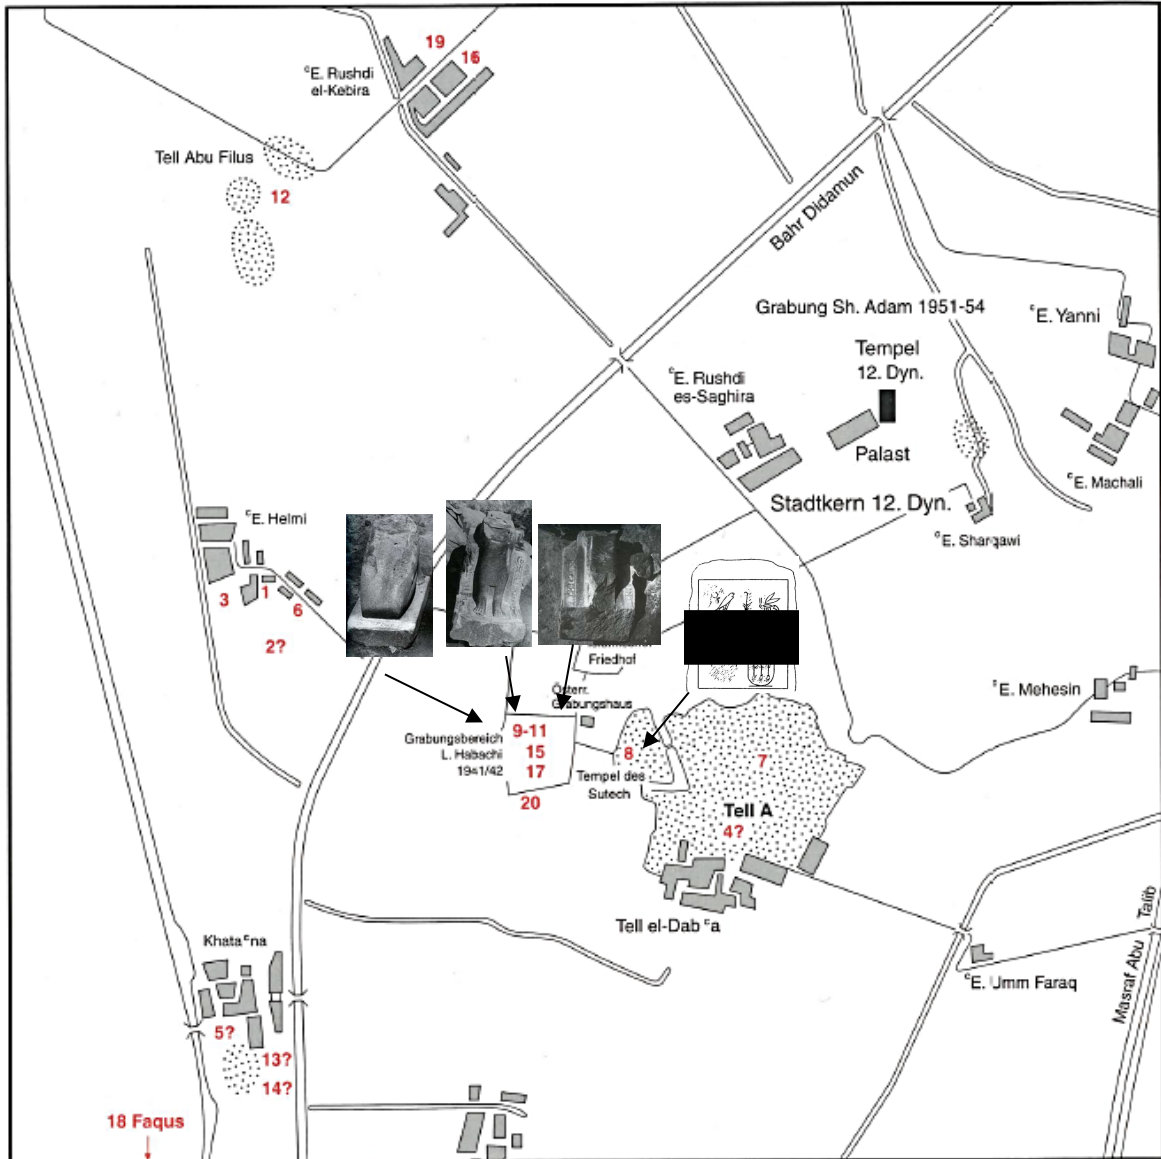 19
16
ᶜE. Rushdi
el-Kebira
Tell Abu Filus
12
Bahr Didamun
Grabung Sh. Adam 1951-54
ᶜE. Yanni
Tempel
12. Dyn.
ᶜE. Rushdi
es-Saghira
Palast
ᶜE. Machali
Stadtkern 12. Dyn.
ᶜE. Sharqawi
ᶜE. Helmi
3
1
6
2?
Friedhof
Österr.
Grabungshaus
ᶜE. Mehesin
Grabungsbereich
L. Habachi
1941/42
9-11
15
17
20
8
Tempel des
Sutech
7
Tell A
4?
Tell el-Dabᶜa
Khataᶜna
5?
13?
14?
18 Faqus
ᶜE. Umm Faraq
Masraf Abu Talib